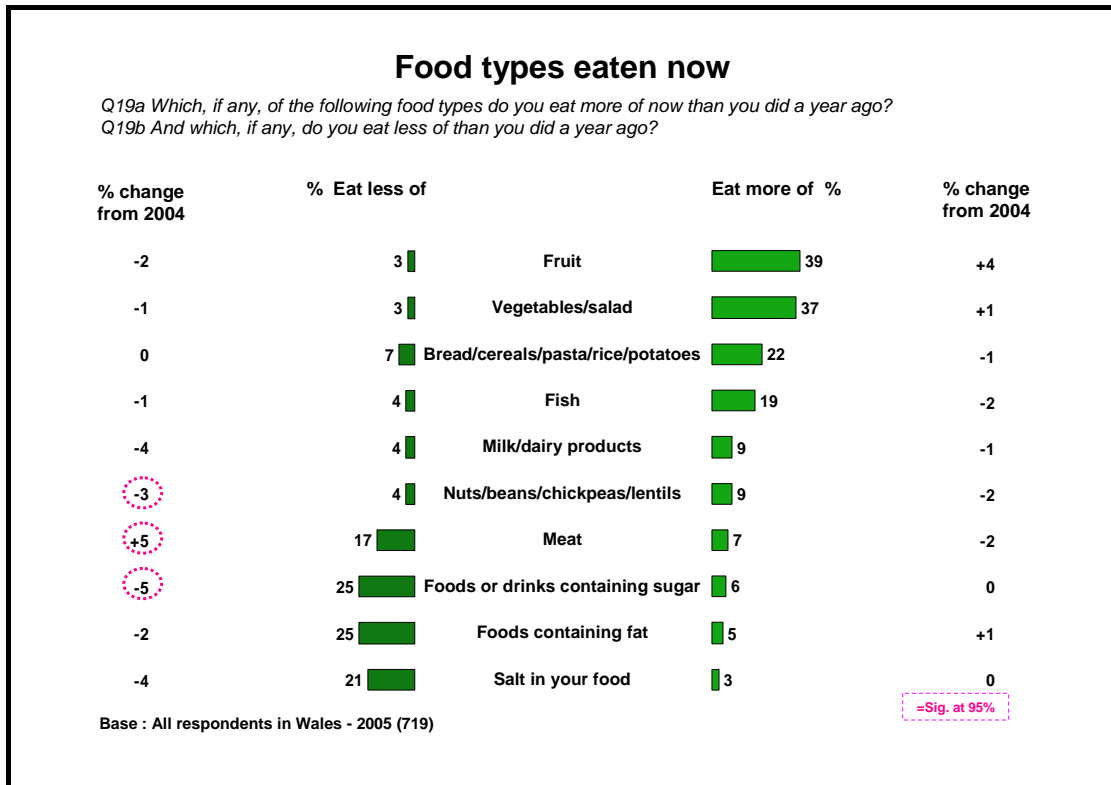 Food types eaten now
Q19a Which, if any, of the following food types do you eat more of now than you did a year ago?
Q19b And which, if any, do you eat less of than you did a year ago?
% change
from 2004
% Eat less of
Eat more of %
% change
from 2004
-2 3 Fruit 39 +4
-1 3 Vegetables/salad 37 +1
0 7 Bread/cereals/pasta/rice/potatoes 22 -1
-1 4 Fish 19 -2
-4 4 Milk/dairy products 9 -1
-3 4 Nuts/beans/chickpeas/lentils 9 -2
+5 17 Meat 7 -2
-5 25 Foods or drinks containing sugar 6 0
-2 25 Foods containing fat 5 +1
-4 21 Salt in your food 3 0
=Sig. at 95%
Base : All respondents in Wales - 2005 (719)